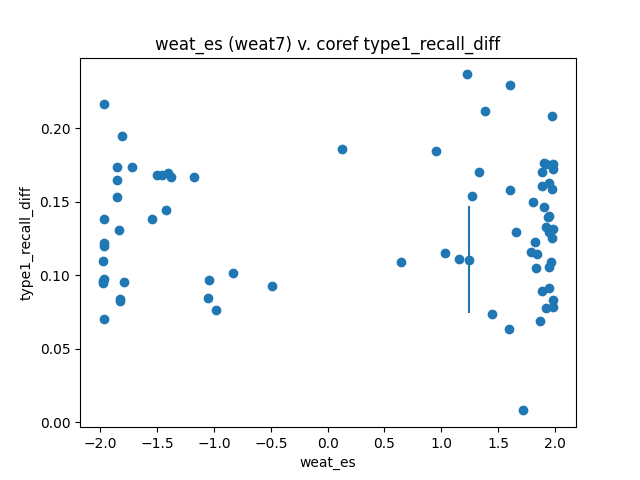 weat_es (weat7) v. coref type1_recall_diff
0.20
0.15
0.10
0.05
0.00
type1_recall_diff
−2.0 −1.5 −1.0 −0.5 0.0 0.5 1.0 1.5 2.0
weat_es